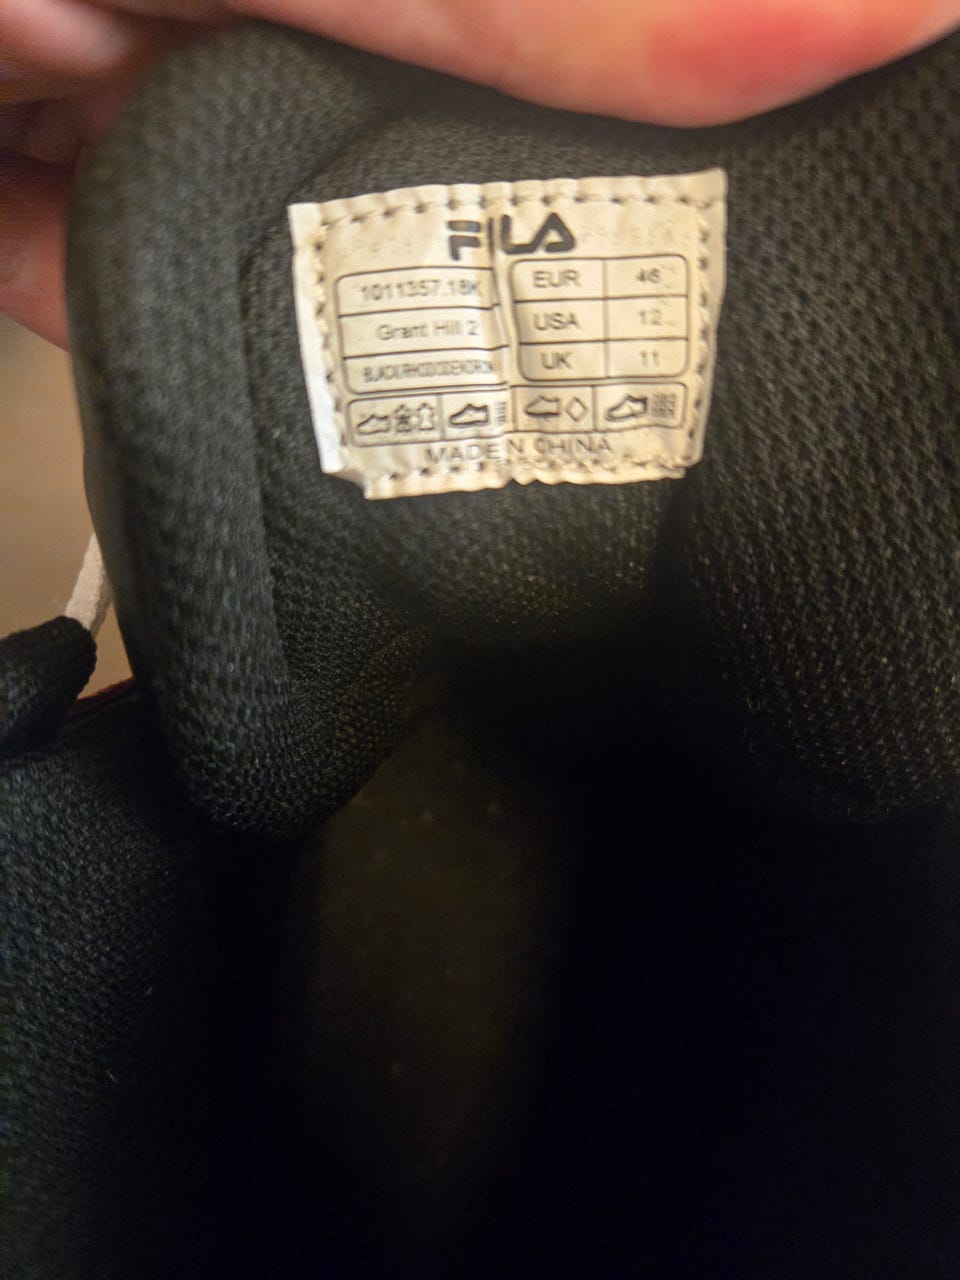 FILA
1011357.18K
EUR 46
Grant Hill 2
USA 12
UK 11
MADE IN CHINA